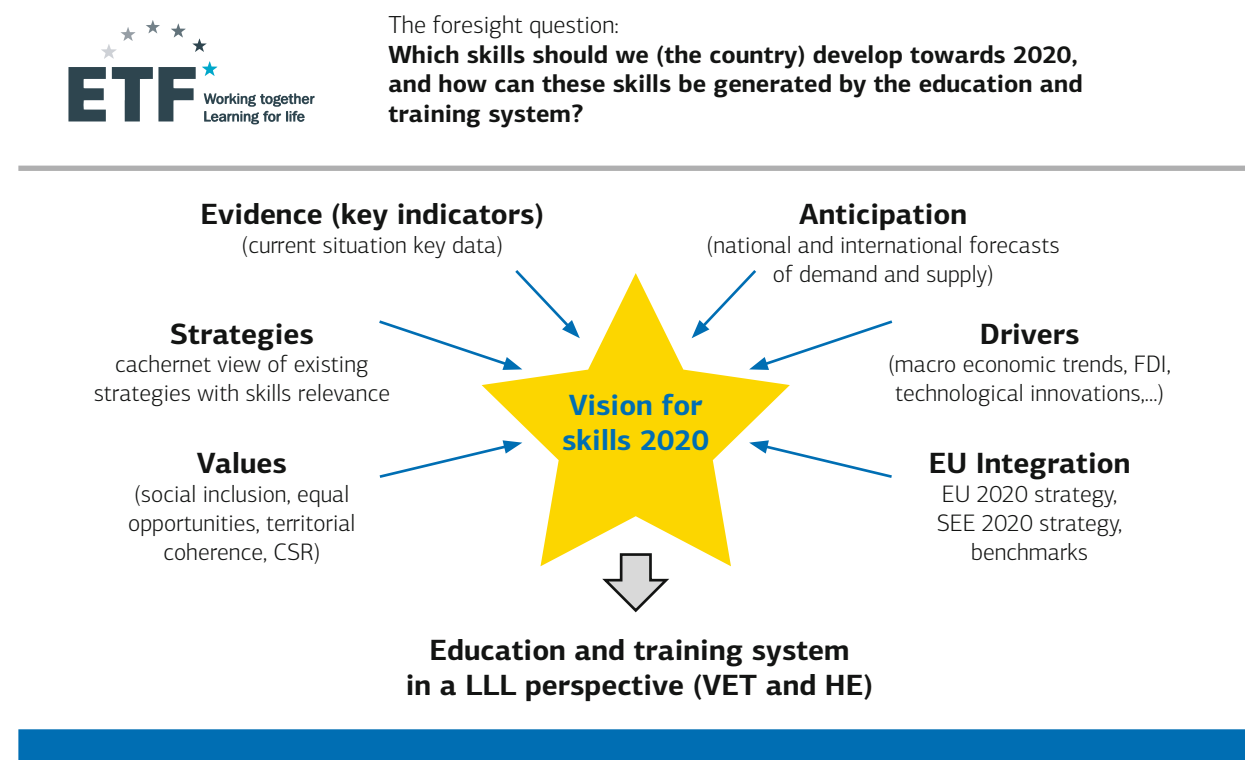 ETF
Working together
Learning for life
The foresight question:
Which skills should we (the country) develop towards 2020,
and how can these skills be generated by the education and
training system?
Evidence (key indicators)
(current situation key data)
Anticipation
(national and international forecasts
of demand and supply)
Strategies
cachernet view of existing
strategies with skills relevance
Drivers
(macro economic trends, FDI,
technological innovations,...)
Vision for
skills 2020
Values
(social inclusion, equal
opportunities, territorial
coherence, CSR)
EU Integration
EU 2020 strategy,
SEE 2020 strategy,
benchmarks
Education and training system
in a LLL perspective (VET and HE)